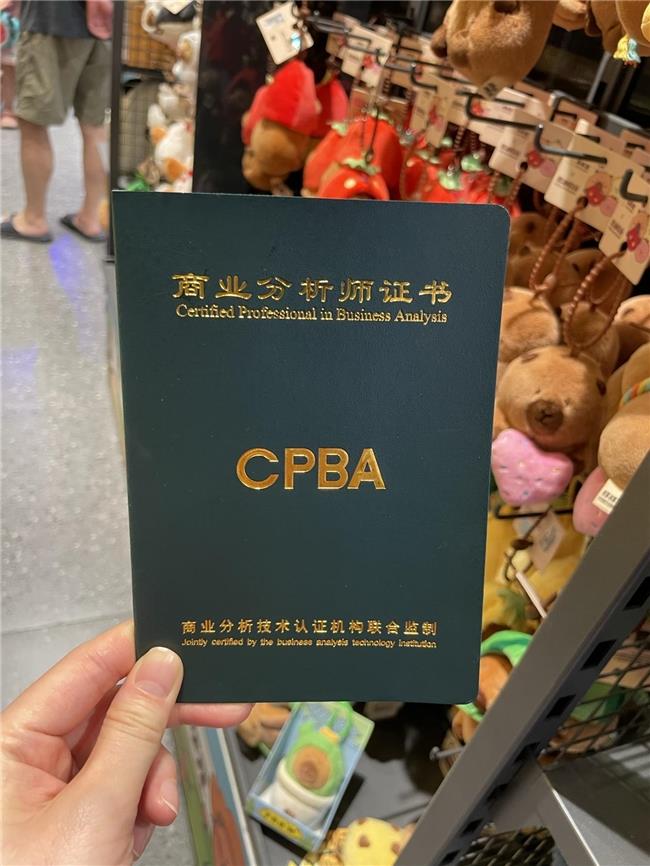 商业分析师证书
Certified Professional in Business Analysis
CPBA
商业分析技术认证机构联合监制
Jointly certified by the business analysis technology institution